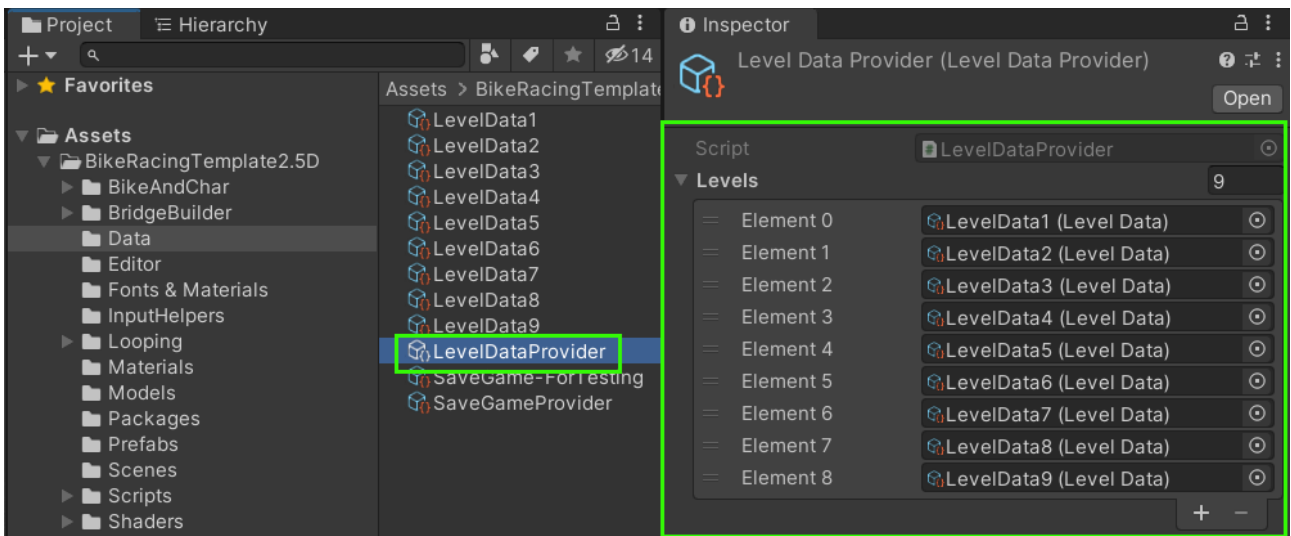 Project
Hierarchy
14
Favorites
Assets
BikeRacingTemplate2.5D
BikeAndChar
BridgeBuilder
Data
Editor
Fonts & Materials
InputHelpers
Looping
Materials
Models
Packages
Prefabs
Scenes
Scripts
Shaders
Assets > BikeRacingTemplate
LevelData1
LevelData2
LevelData3
LevelData4
LevelData5
LevelData6
LevelData7
LevelData8
LevelData9
LevelDataProvider
SaveGame-ForTesting
SaveGameProvider
Inspector
Level Data Provider (Level Data Provider)
Open
Script LevelDataProvider
Levels 9
Element 0 LevelData1 (Level Data)
Element 1 LevelData2 (Level Data)
Element 2 LevelData3 (Level Data)
Element 3 LevelData4 (Level Data)
Element 4 LevelData5 (Level Data)
Element 5 LevelData6 (Level Data)
Element 6 LevelData7 (Level Data)
Element 7 LevelData8 (Level Data)
Element 8 LevelData9 (Level Data)
+ −